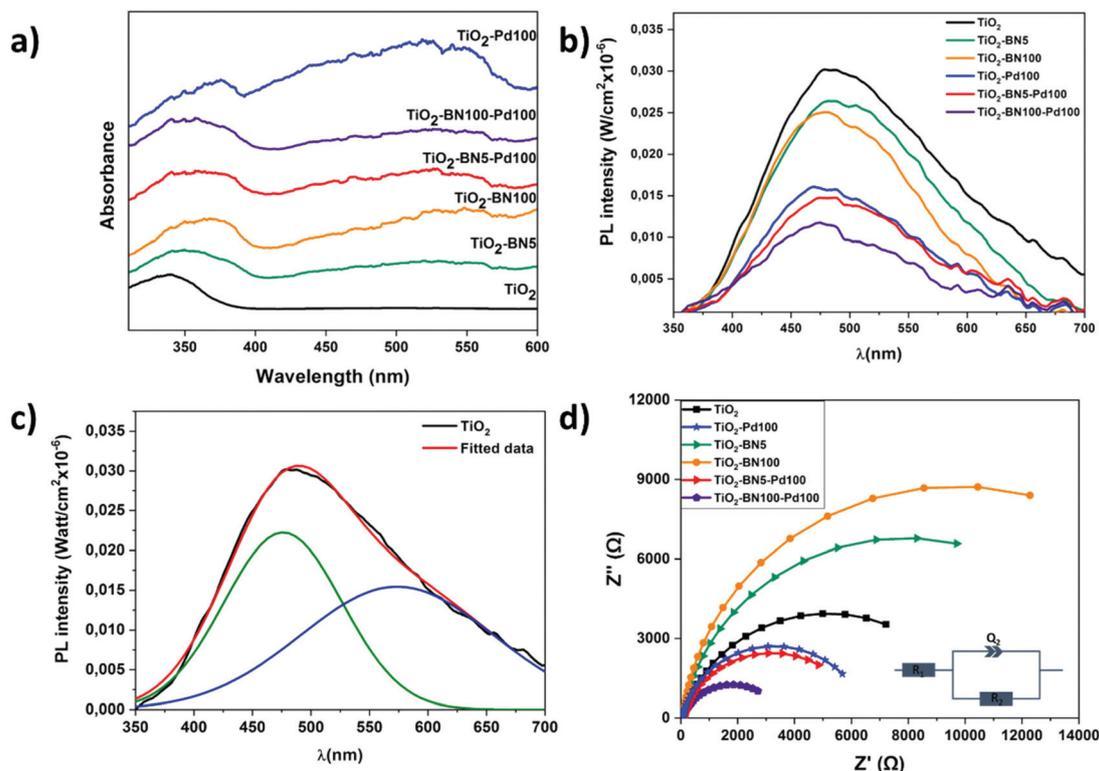 a)
TiO2-Pd100
TiO2-BN100-Pd100
TiO2-BN5-Pd100
TiO2-BN100
TiO2-BN5
TiO2
Absorbance
350 400 450 500 550 600
Wavelength (nm)
b)
0,035
0,030
0,025
0,020
0,015
0,010
0,005
PL intensity (W/cm2x10-6)
TiO2
TiO2-BN5
TiO2-BN100
TiO2-Pd100
TiO2-BN5-Pd100
TiO2-BN100-Pd100
350 400 450 500 550 600 650 700
λ(nm)
c)
0,035
0,030
0,025
0,020
0,015
0,010
0,005
0,000
PL intensity (Watt/cm2x10-6)
TiO2
Fitted data
350 400 450 500 550 600 650 700
λ(nm)
d)
12000
9000
6000
3000
0
Z'' (Ω)
TiO2
TiO2-Pd100
TiO2-BN5
TiO2-BN100
TiO2-BN5-Pd100
TiO2-BN100-Pd100
Q2
R1
R2
0 2000 4000 6000 8000 10000 12000 14000
Z' (Ω)